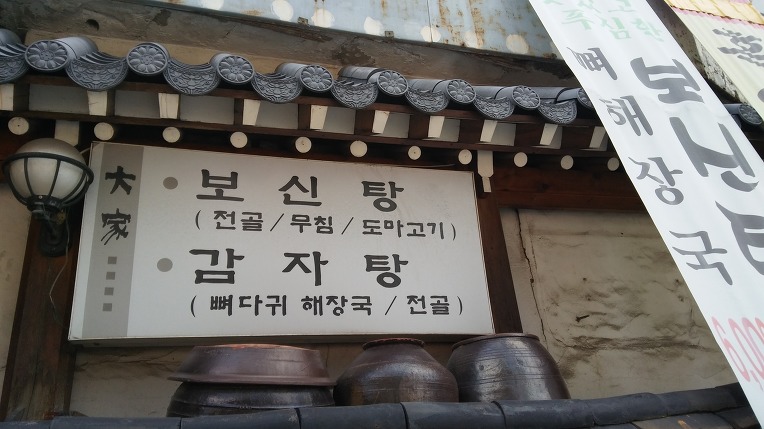 大家
보신탕
( 전골 / 무침 / 도마고기 )
감자탕
( 뼈다귀 해장국 / 전골 )
보신
뼈해장국